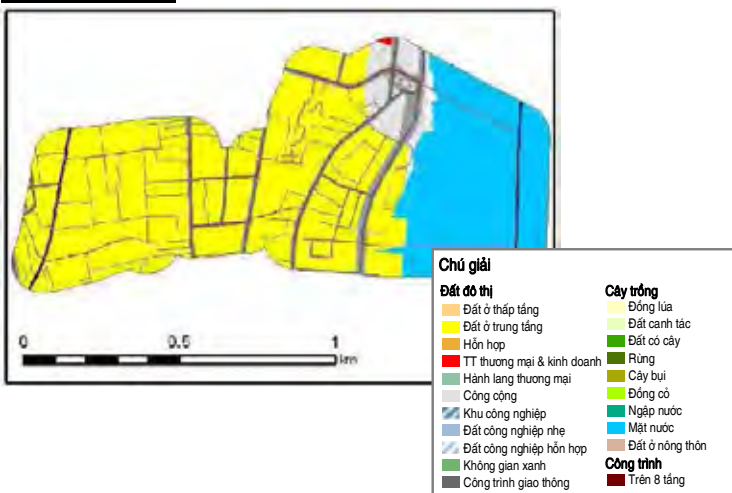 0 0.5 1
km
Chú giải
Đất đô thị
Đất ở thấp tầng
Đất ở trung tầng
Hỗn hợp
TT thương mại & kinh doanh
Hành lang thương mại
Công cộng
Khu công nghiệp
Đất công nghiệp nhẹ
Đất công nghiệp hỗn hợp
Không gian xanh
Công trình giao thông
Cây trồng
Đồng lúa
Đất canh tác
Đất có cây
Rừng
Cây bụi
Đồng cỏ
Ngập nước
Mặt nước
Đất ở nông thôn
Công trình
Trên 8 tầng